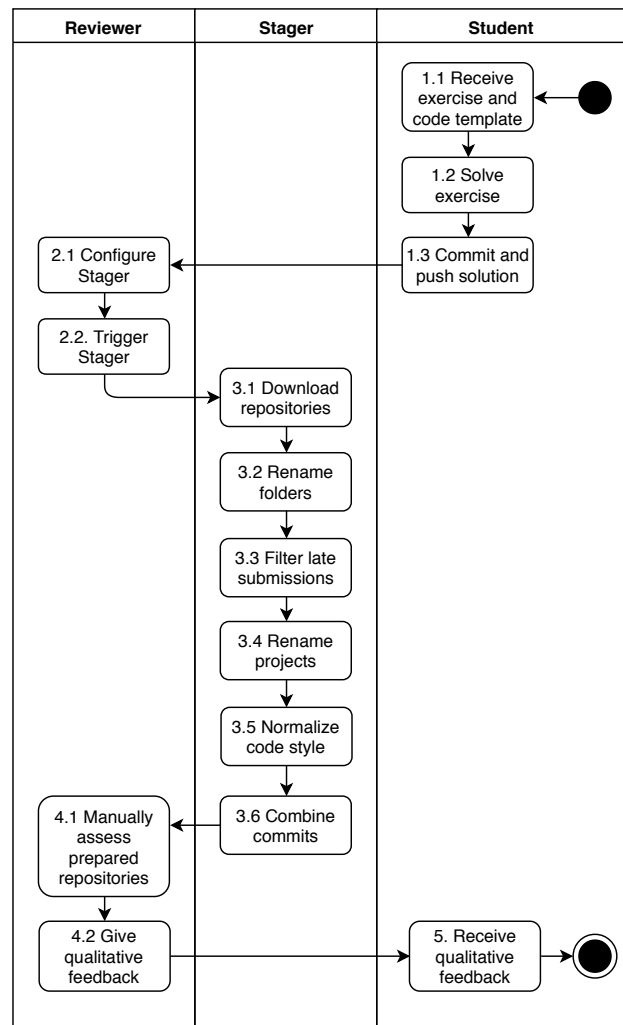 Reviewer
Stager
Student
1.1 Receive
exercise and
code template
1.2 Solve
exercise
1.3 Commit and
push solution
2.1 Configure
Stager
2.2. Trigger
Stager
3.1 Download
repositories
3.2 Rename
folders
3.3 Filter late
submissions
3.4 Rename
projects
3.5 Normalize
code style
3.6 Combine
commits
4.1 Manually
assess
prepared
repositories
4.2 Give
qualitative
feedback
5. Receive
qualitative
feedback